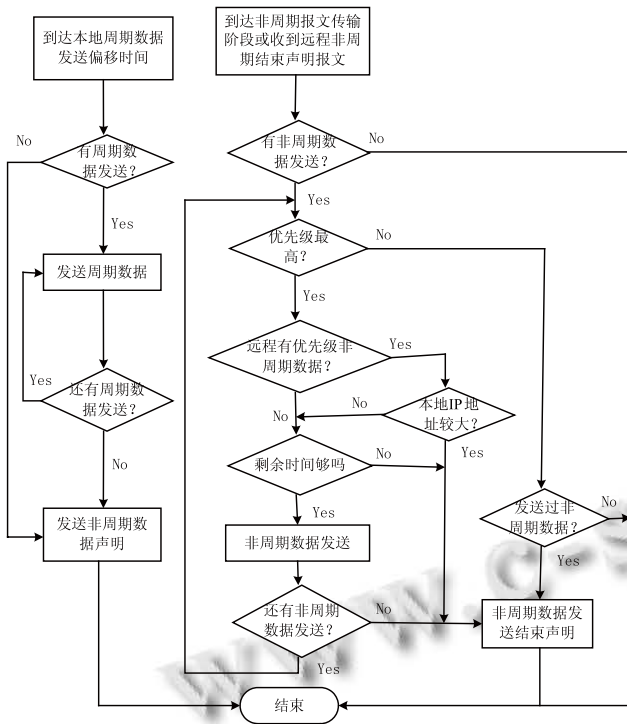 到达本地周期数据
发送偏移时间
No
有周期数
据发送？
Yes
发送周期数据
Yes
还有周期数
据发送？
No
发送非周期数
据声明
到达非周期报文传输
阶段或收到远程非周
期结束声明报文
有非周期数
据发送？
No
Yes
优先级最
高？
No
Yes
远程有优先级非
周期数据？
Yes
No
No
本地IP地
址较大？
Yes
剩余时间够吗
No
Yes
非周期数据发送
还有非周期
数据发送？
No
Yes
发送过非
周期数据？
No
Yes
非周期数据发
送结束声明
结束
www.c-s